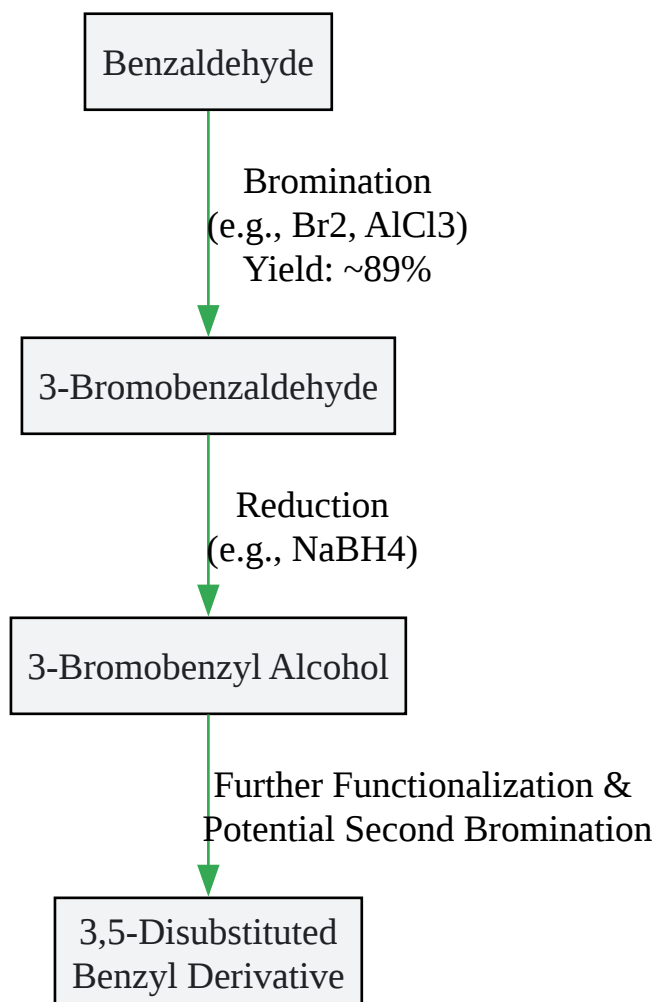 Benzaldehyde
Bromination
(e.g., Br2, AlCl3)
Yield: ~89%
3-Bromobenzaldehyde
Reduction
(e.g., NaBH4)
3-Bromobenzyl Alcohol
Further Functionalization &
Potential Second Bromination
3,5-Disubstituted
Benzyl Derivative